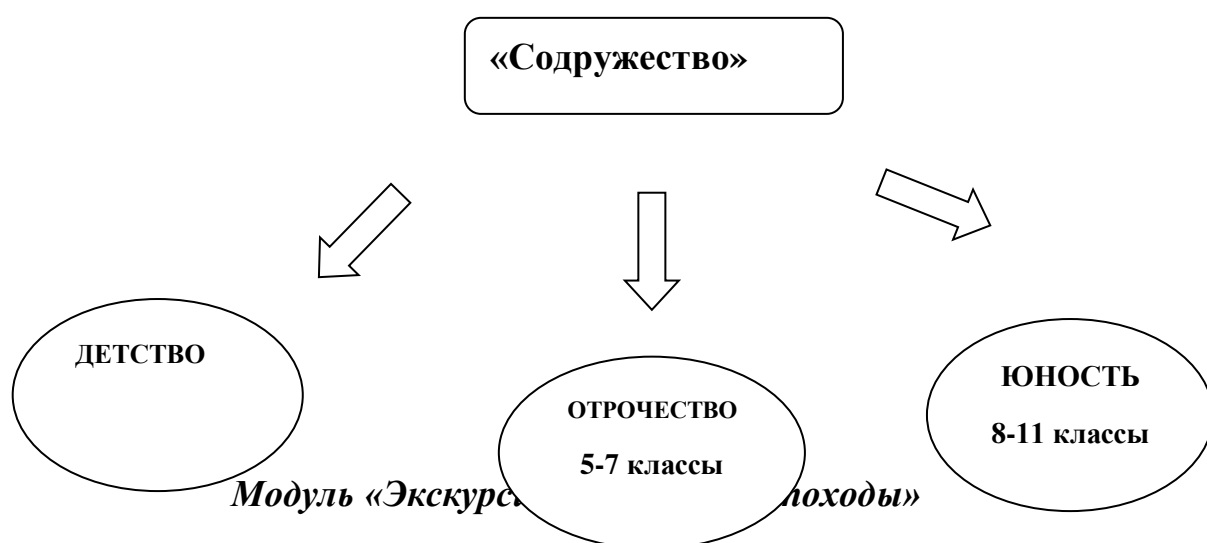 «Содружество»
ДЕТСТВО
ОТРОЧЕСТВО
5-7 классы
ЮНОСТЬ
8-11 классы
Модуль «Экскурс походы»